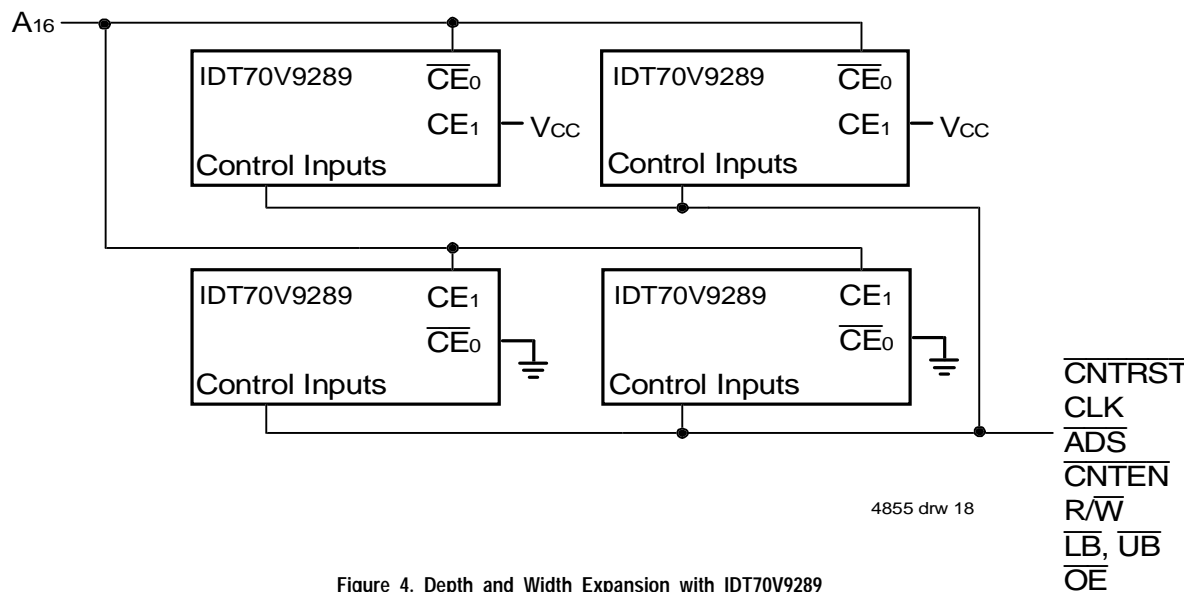 A16
IDT70V9289 CE0
CE1 VCC
Control Inputs
IDT70V9289 CE0
CE1 VCC
Control Inputs
IDT70V9289 CE1
CE0
Control Inputs
IDT70V9289 CE1
CE0
Control Inputs
CNTRST
CLK
ADS
CNTEN
R/W
LB, UB
OE
4855 drw 18
Figure 4. Depth and Width Expansion with IDT70V9289